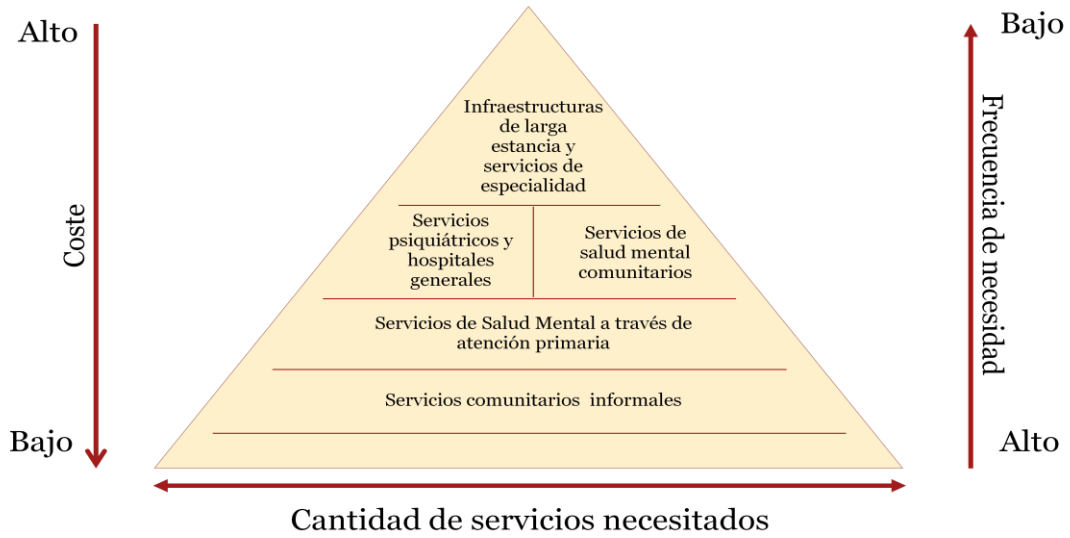 Alto
Bajo
Infraestructuras
de larga
estancia y
servicios de
especialidad
Coste
Frecuencia de necesidad
Servicios
psiquiátricos y
hospitales
generales
Servicios de
salud mental
comunitarios
Servicios de Salud Mental a través de
atención primaria
Servicios comunitarios informales
Bajo
Alto
Cantidad de servicios necesitados